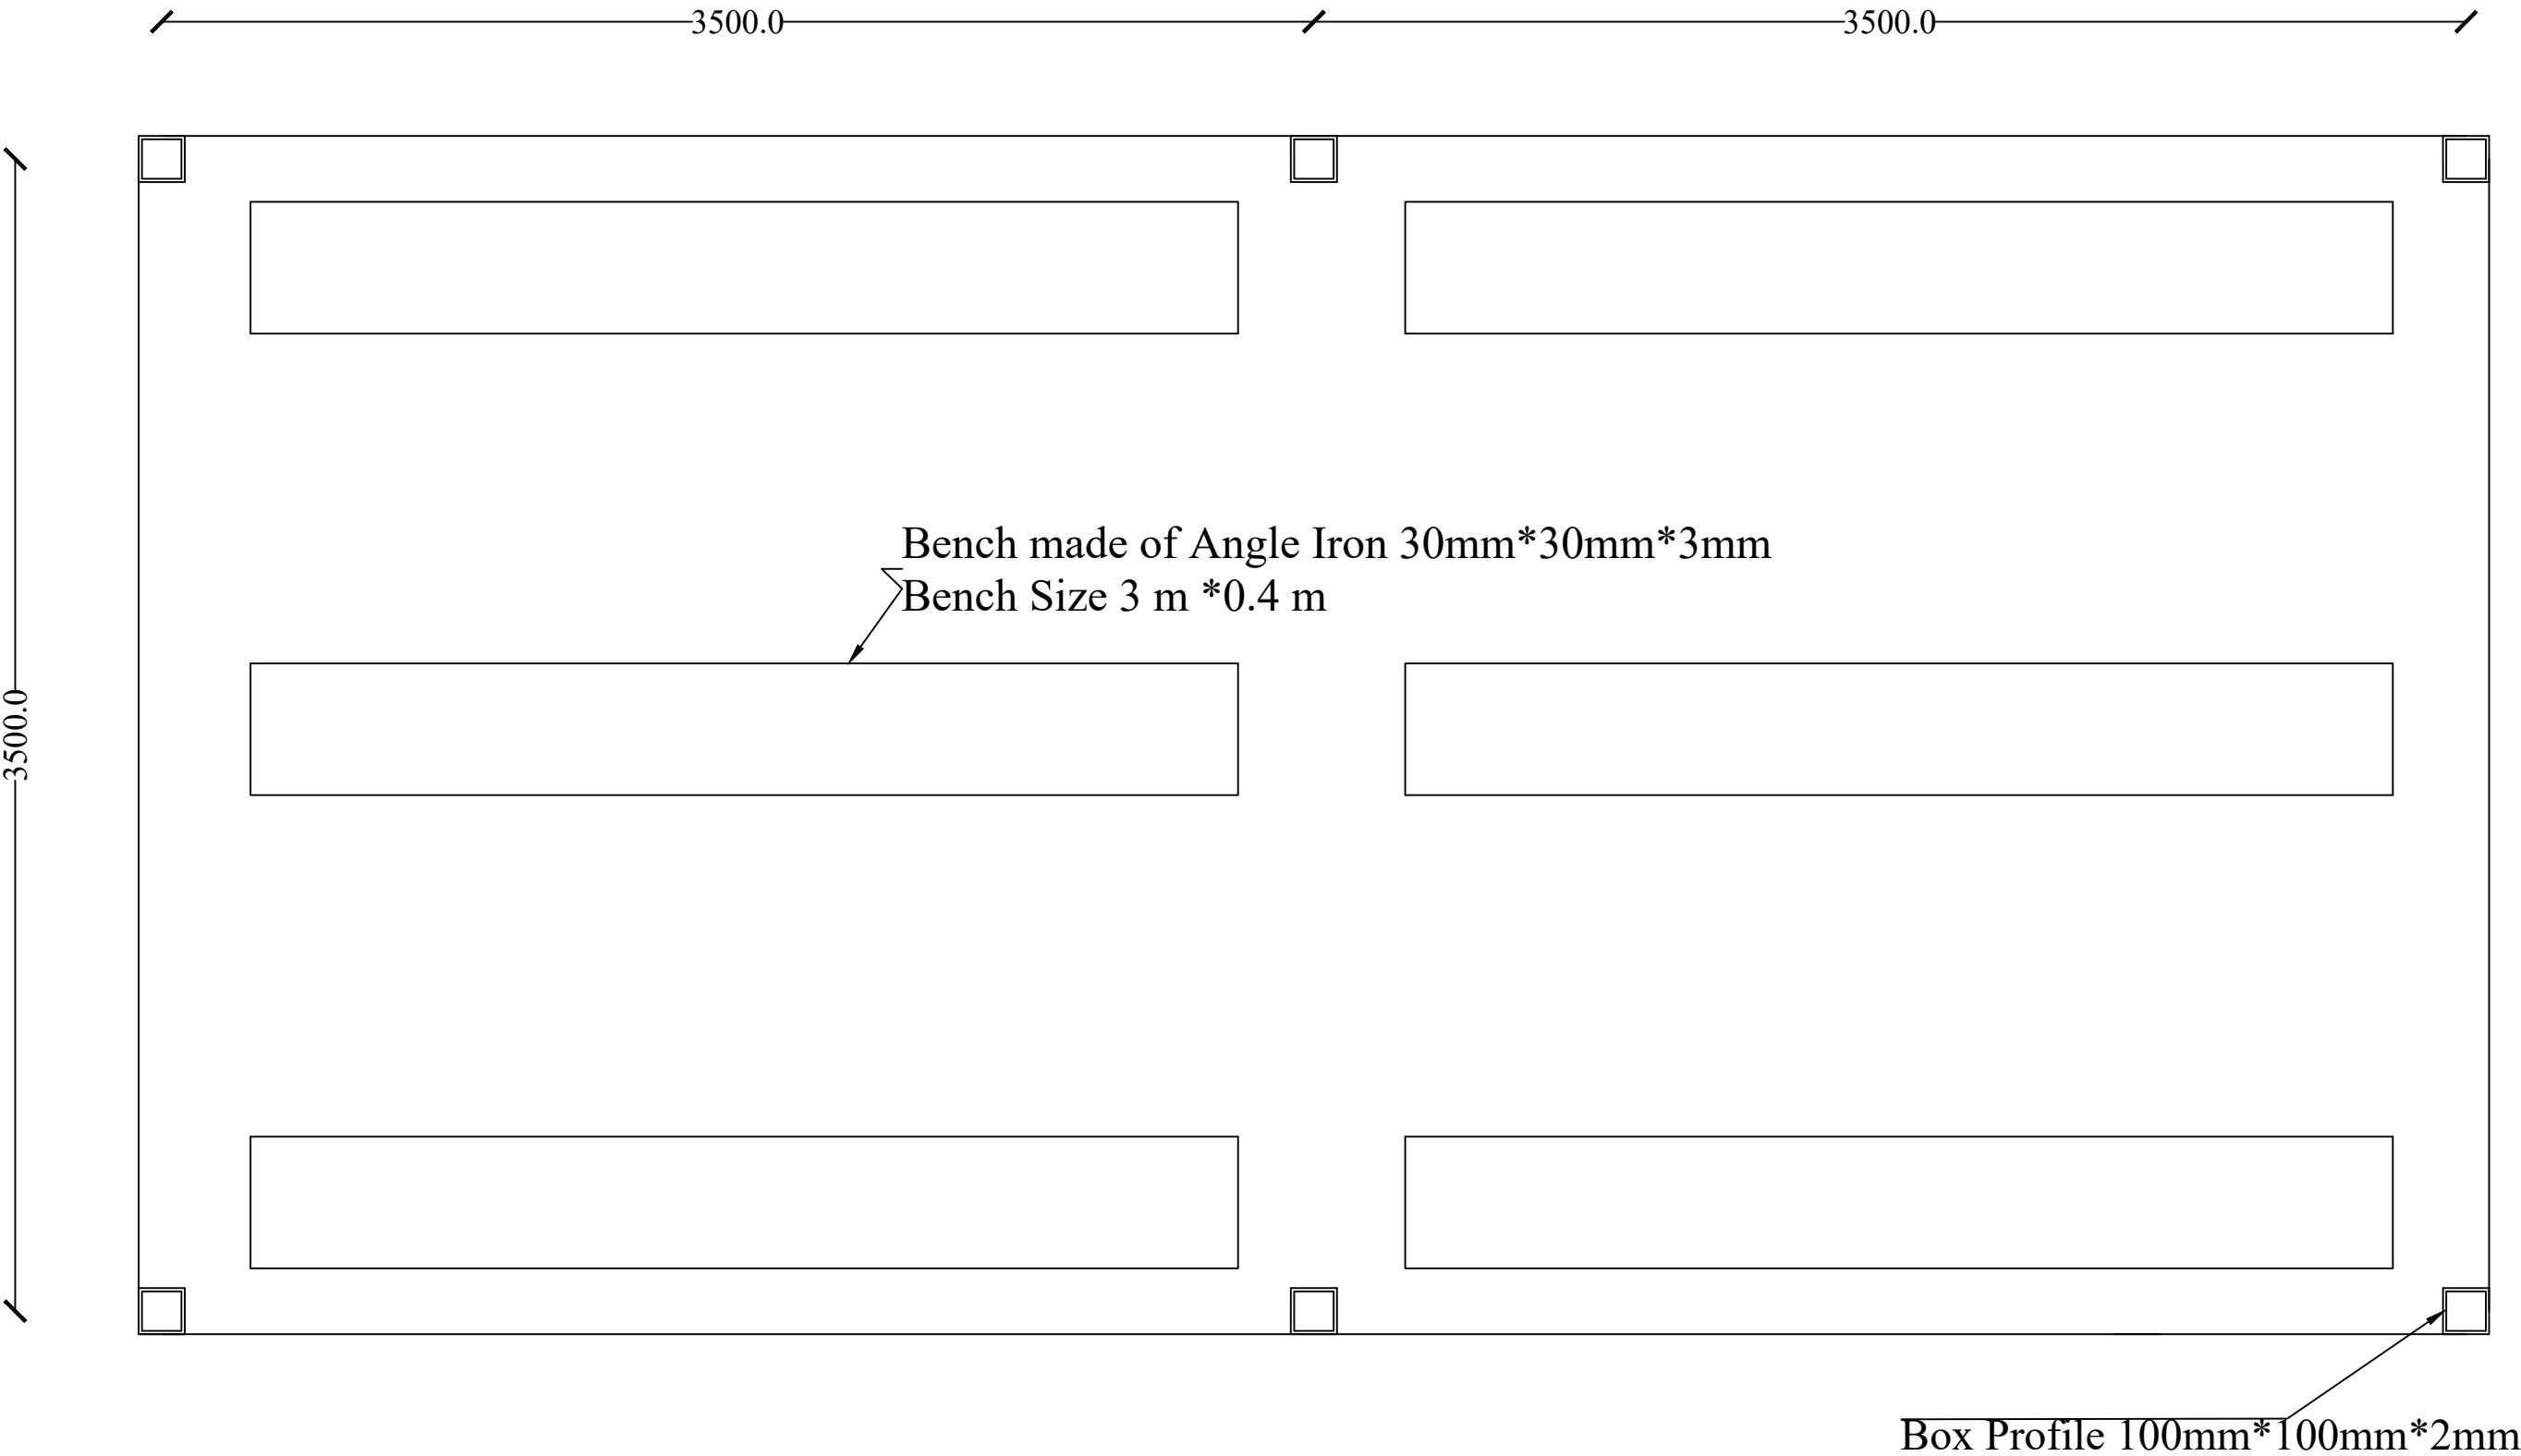 3500.0
3500.0
Bench made of Angle Iron 30mm*30mm*3mm
Bench Size 3 m *0.4 m
3500.0
Box Profile 100mm*100mm*2mm